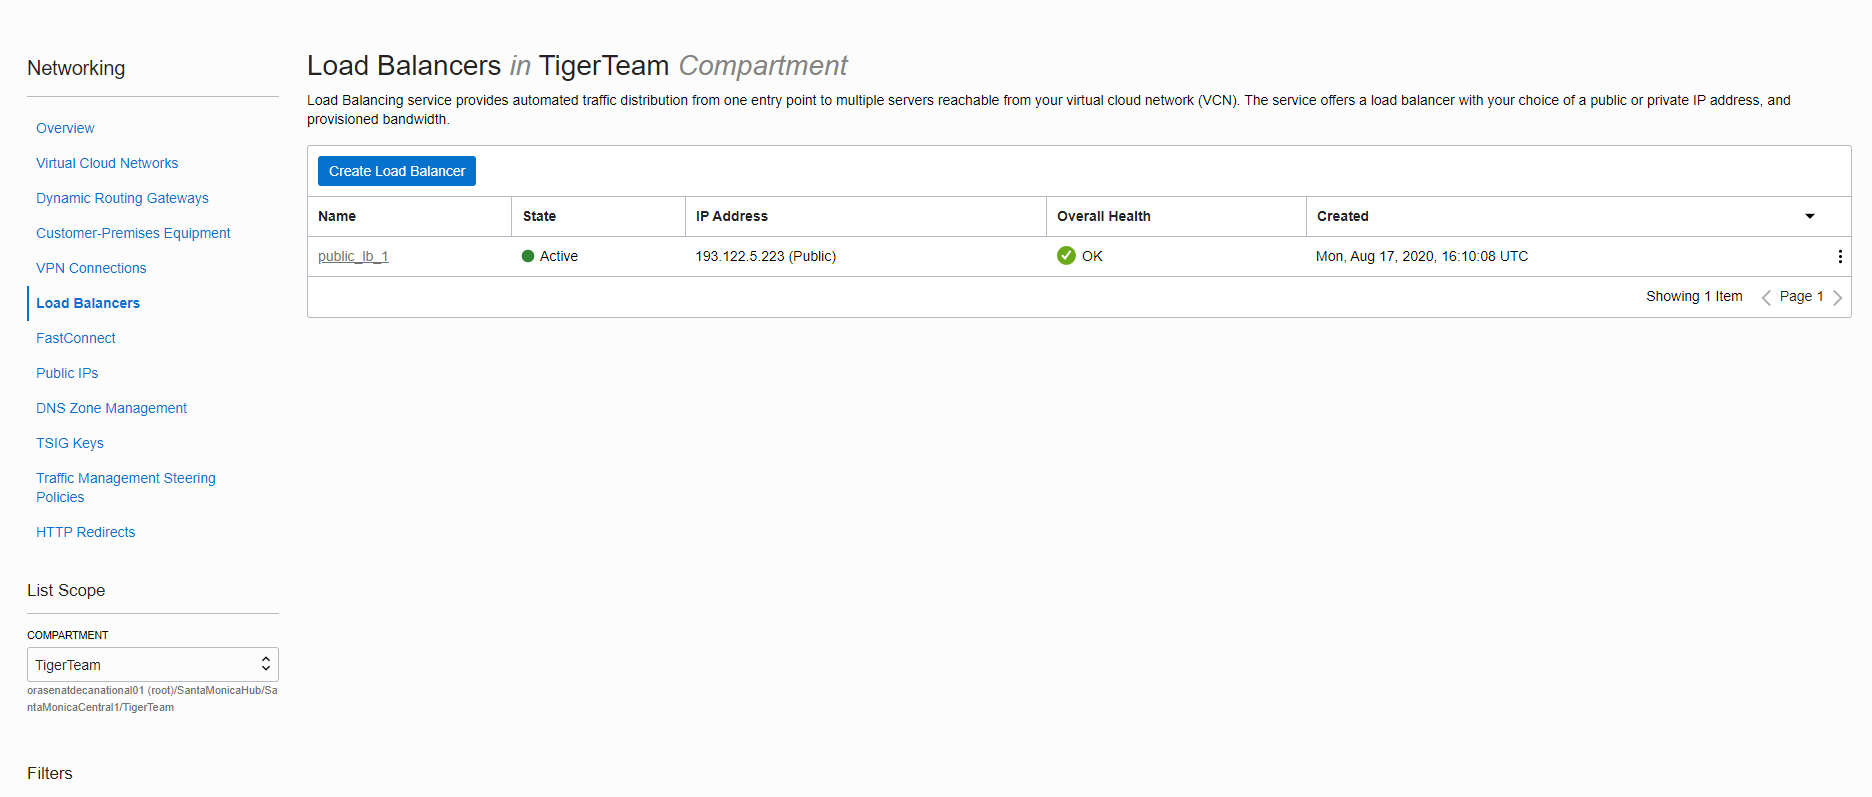 Networking
Overview
Virtual Cloud Networks
Dynamic Routing Gateways
Customer-Premises Equipment
VPN Connections
Load Balancers
FastConnect
Public IPs
DNS Zone Management
TSIG Keys
Traffic Management Steering
Policies
HTTP Redirects
List Scope
COMPARTMENT
TigerTeam
orasenatdecanational01 (root)/SantaMonicaHub/Sa
ntaMonicaCentral1/TigerTeam
Filters
Load Balancers in TigerTeam Compartment
Load Balancing service provides automated traffic distribution from one entry point to multiple servers reachable from your virtual cloud network (VCN). The service offers a load balancer with your choice of a public or private IP address, and
provisioned bandwidth.
Create Load Balancer
Name State IP Address Overall Health Created
public_lb_1 Active 193.122.5.223 (Public) OK Mon, Aug 17, 2020, 16:10:08 UTC
Showing 1 Item Page 1